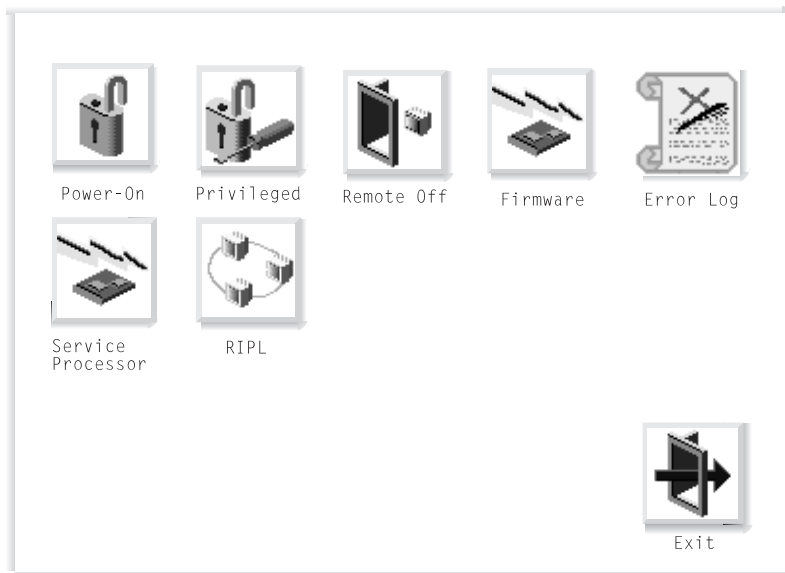 Power-On
Privileged
Remote Off
Firmware
Error Log
Service
Processor
RIPL
Exit